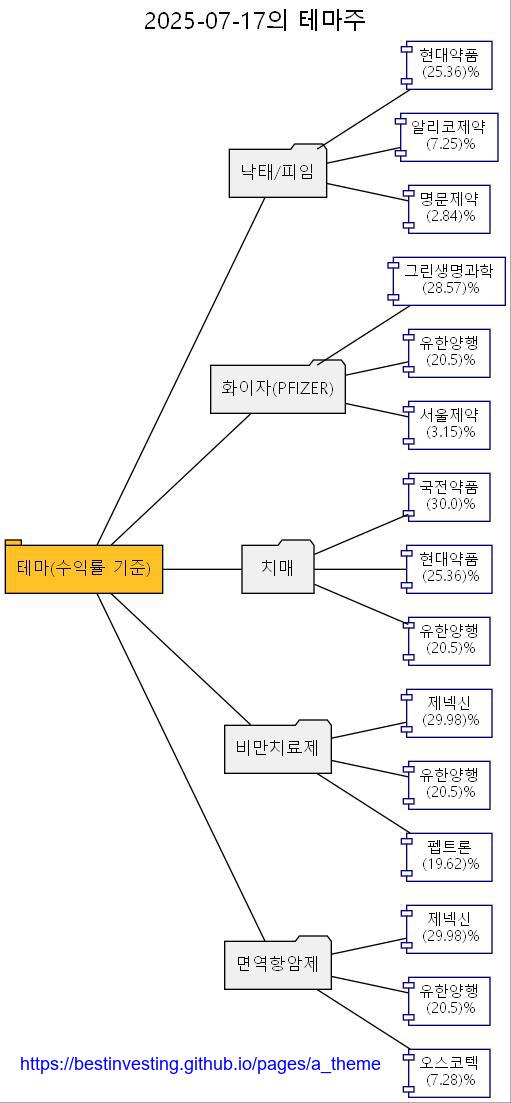 2025-07-17의 테마주
현대약품
(25.36)%
알리코제약
(7.25)%
낙태/피임
명문제약
(2.84)%
그린생명과학
(28.57)%
유한양행
(20.5)%
화이자(PFIZER)
서울제약
(3.15)%
국전약품
(30.0)%
테마(수익률 기준)
치매
현대약품
(25.36)%
유한양행
(20.5)%
제넥신
(29.98)%
비만치료제
유한양행
(20.5)%
펩트론
(19.62)%
제넥신
(29.98)%
면역항암제
유한양행
(20.5)%
오스코텍
(7.28)%
https://bestinvesting.github.io/pages/a_theme